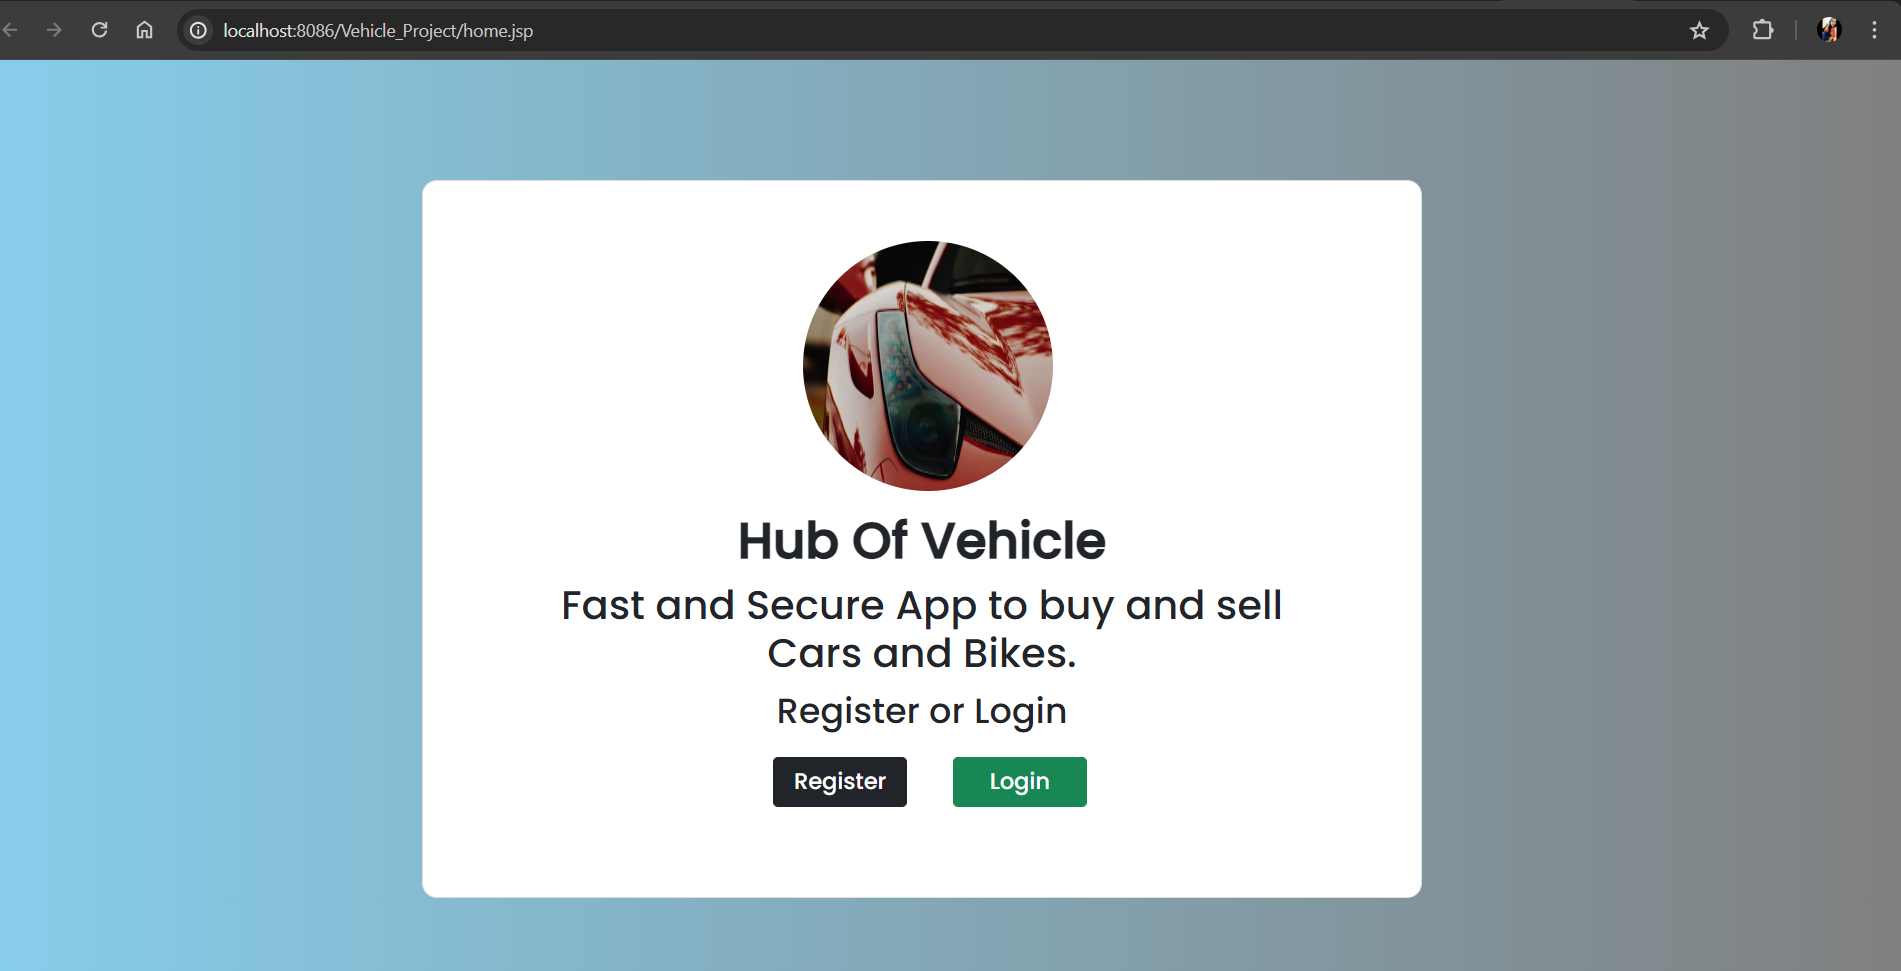 localhost:8086/Vehicle_Project/home.jsp
Hub Of Vehicle
Fast and Secure App to buy and sell
Cars and Bikes.
Register or Login
Register Login